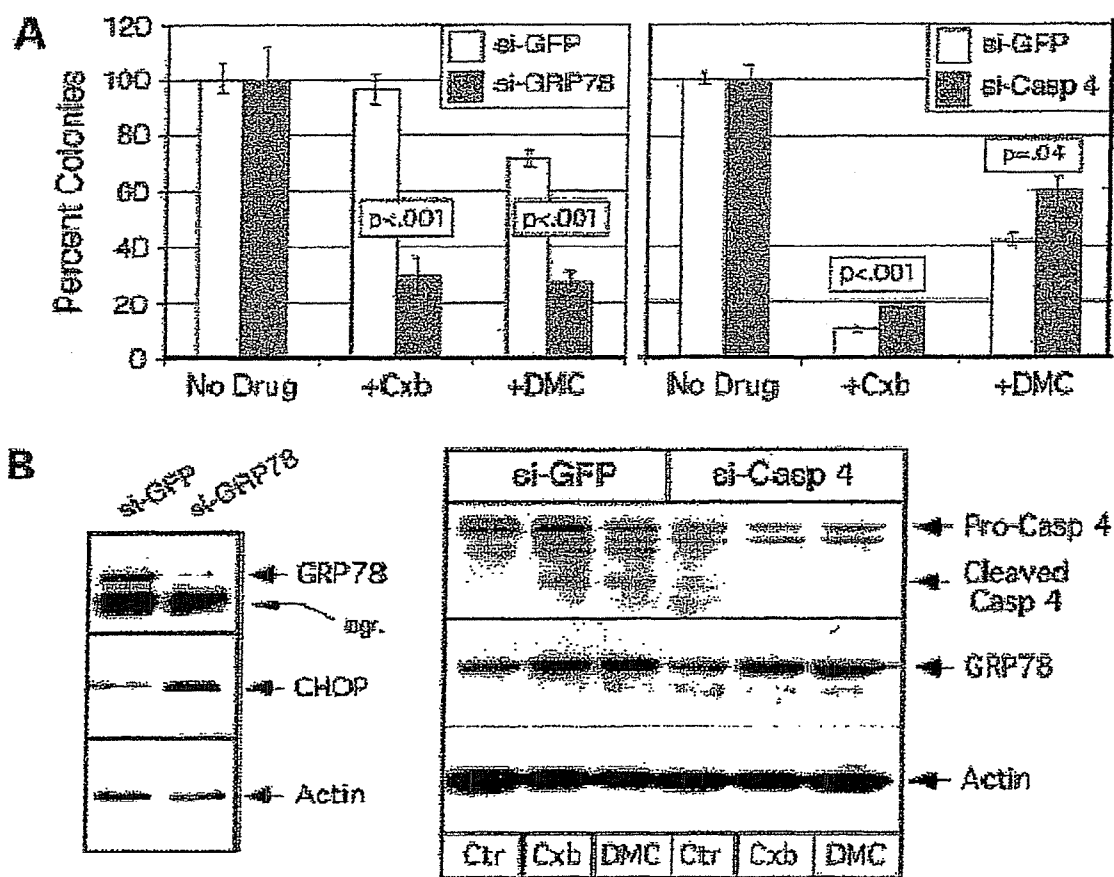 A
Percent Colonies
120
100
80
60
40
20
0
si-GFP
si-GRP78
p<.001
p<.001
No Drug
+Cxb
+DMC
si-GFP
si-Casp 4
p=.04
p<.001
No Drug
+Cxb
+DMC
B
si-GFP
si-GRP78
GRP78
CHOP
Actin
si-GFP
si-Casp 4
Pro-Casp 4
Cleaved
Casp 4
GRP78
Actin
Ctr Cxb DMC Ctr Cxb DMC